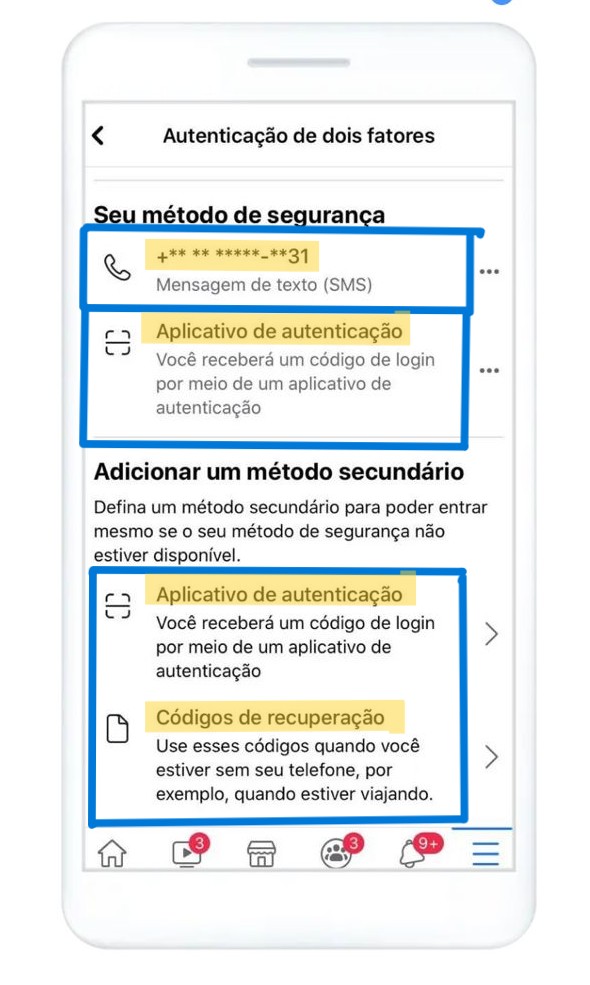 Autenticação de dois fatores
Seu método de segurança
+** ** *****-**31
Mensagem de texto (SMS)
Aplicativo de autenticação
Você receberá um código de login
por meio de um aplicativo de
autenticação
Adicionar um método secundário
Defina um método secundário para poder entrar
mesmo se o seu método de segurança não
estiver disponível.
Aplicativo de autenticação
Você receberá um código de login
por meio de um aplicativo de
autenticação
Códigos de recuperação
Use esses códigos quando você
estiver sem seu telefone, por
exemplo, quando estiver viajando.
3 3 9+